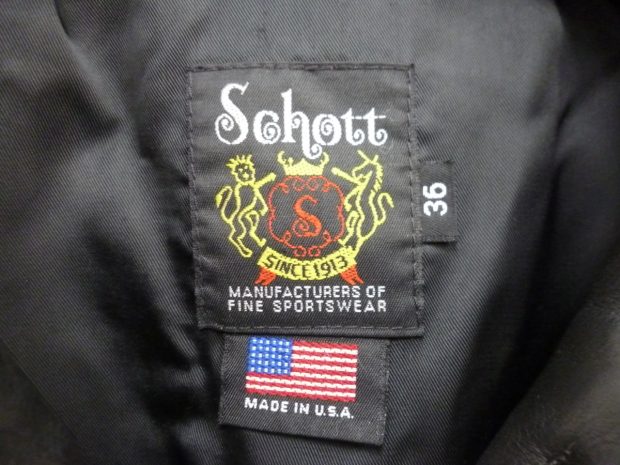 Schott
S
SINCE 1913
MANUFACTURERS OF
FINE SPORTSWEAR
36
MADE IN U.S.A.